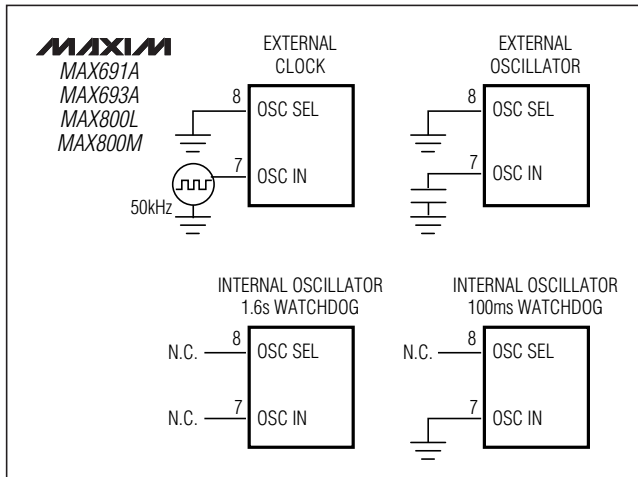 MAXIM
MAX691A
MAX693A
MAX800L
MAX800M
EXTERNAL
CLOCK
8
OSC SEL
7
OSC IN
50kHz
EXTERNAL
OSCILLATOR
8
OSC SEL
7
OSC IN
INTERNAL OSCILLATOR
1.6s WATCHDOG
N.C.
8
OSC SEL
N.C.
7
OSC IN
INTERNAL OSCILLATOR
100ms WATCHDOG
N.C.
8
OSC SEL
7
OSC IN